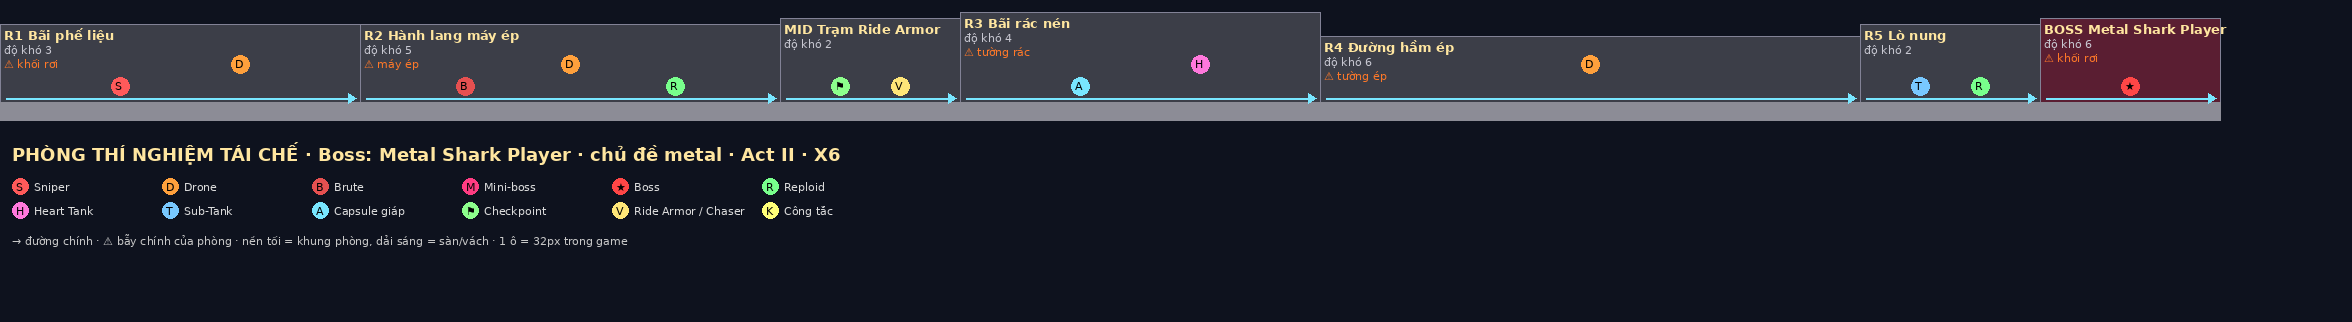 R1 Bãi phế liệu
độ khó 3
⚠ khối rơi
D
S
R2 Hành lang máy ép
độ khó 5
⚠ máy ép
D
B
R
MID Trạm Ride Armor
độ khó 2
⚑ V
R3 Bãi rác nén
độ khó 4
⚠ tường rác
H
A
R4 Đường hầm ép
độ khó 6
⚠ tường ép
D
R5 Lò nung
độ khó 2
T R
BOSS Metal Shark Player
độ khó 6
⚠ khối rơi
★
PHÒNG THÍ NGHIỆM TÁI CHẾ · Boss: Metal Shark Player · chủ đề metal · Act II · X6
S Sniper D Drone B Brute M Mini-boss ★ Boss R Reploid
H Heart Tank T Sub-Tank A Capsule giáp ⚑ Checkpoint V Ride Armor / Chaser K Công tắc
→ đường chính · ⚠ bẫy chính của phòng · nền tối = khung phòng, dải sáng = sàn/vách · 1 ô = 32px trong game